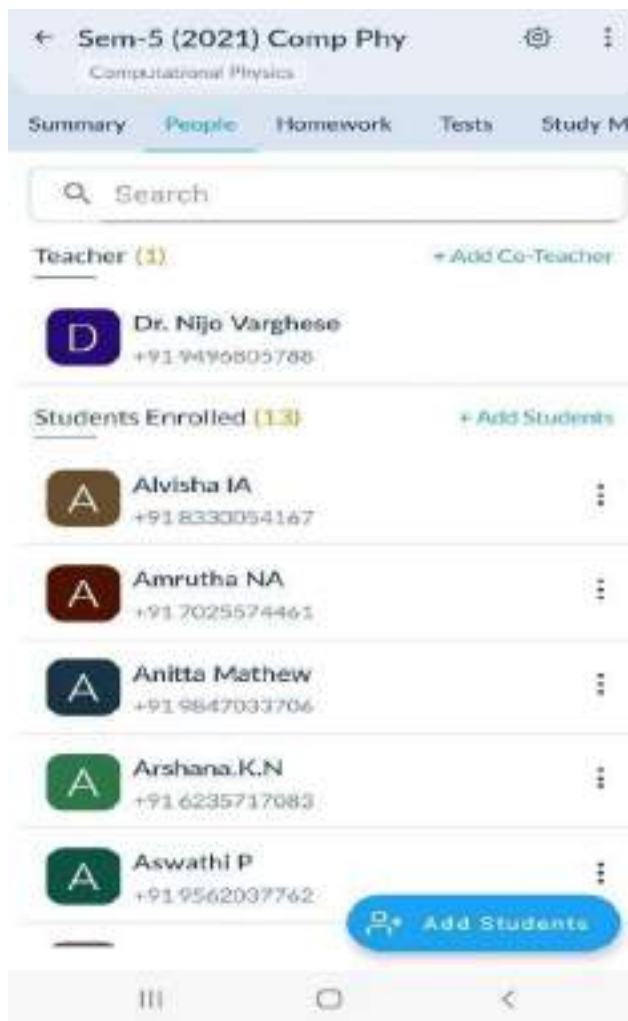 ← Sem-5 (2021) Comp Phy
Computational Physics
Summary People Homework Tests Study M
Search
Teacher (1) + Add Co-Teacher
D Dr. Nijo Varghese
+91 9496805788
Students Enrolled (13) + Add Students
A Alvisha IA
+91 8330054167
A Amrutha NA
+91 7025574461
A Anitta Mathew
+91 9847033706
A Arshana.K.N
+91 6235717083
A Aswathi P
+91 9562037762
Add Students